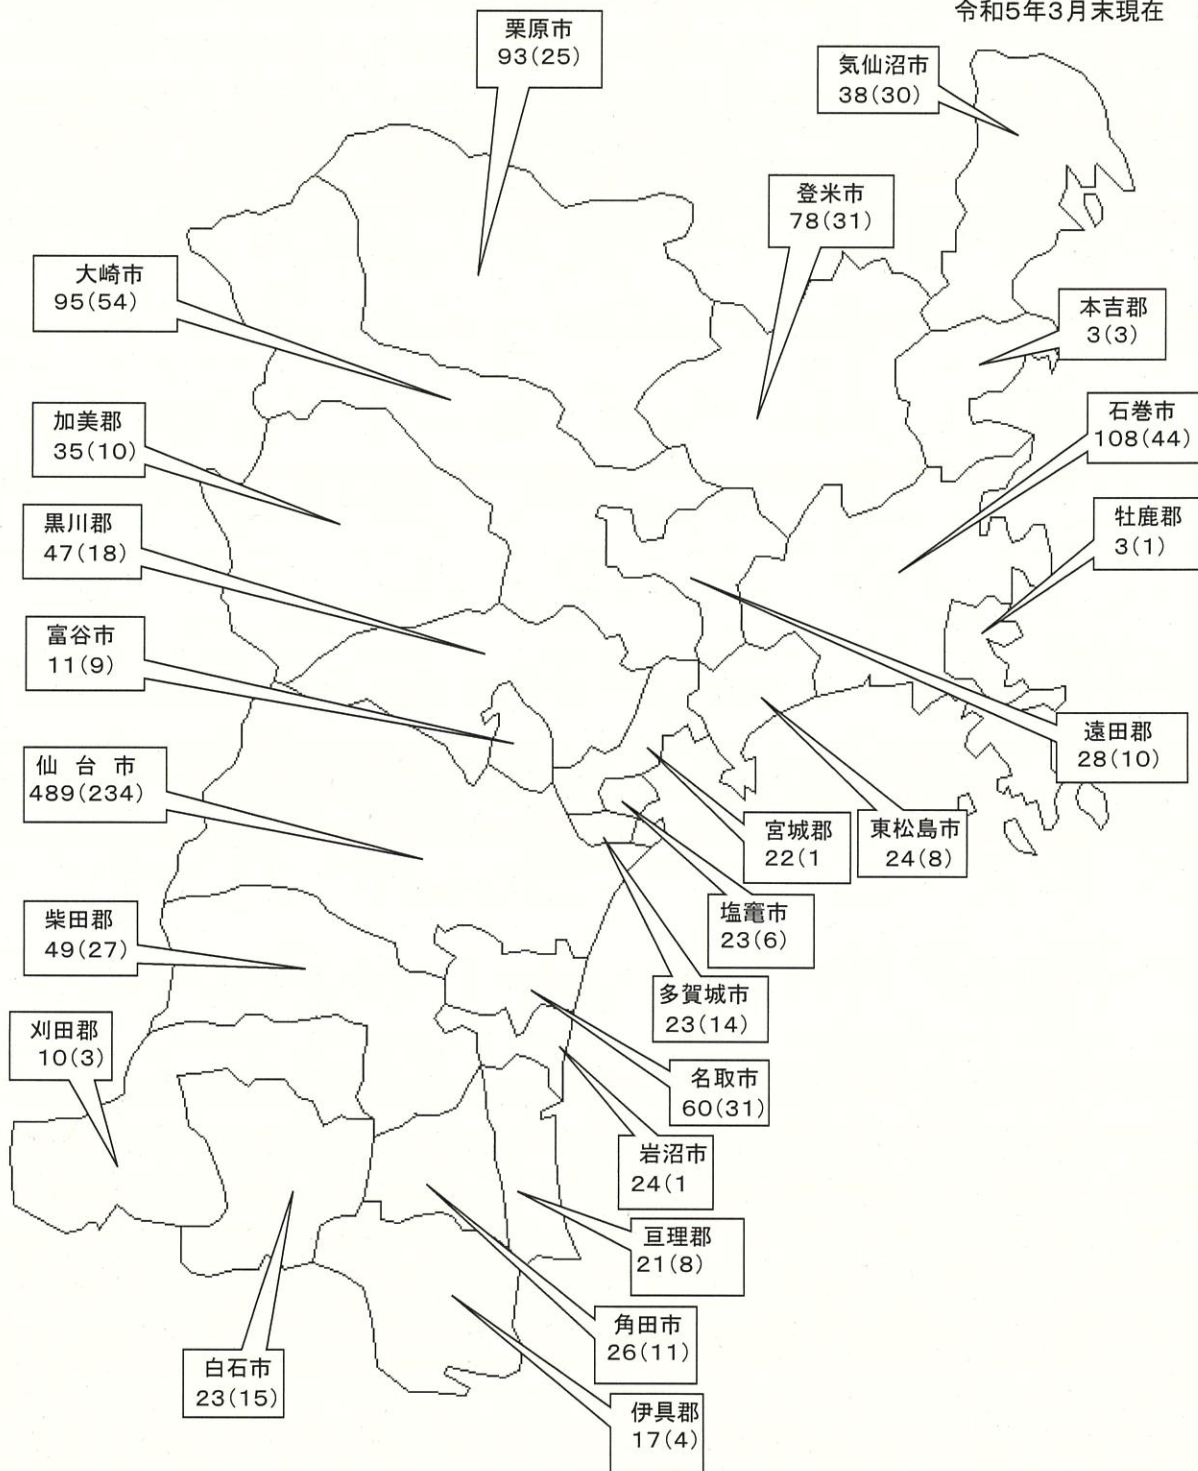 令和5年3月末現在
栗原市
93(25)
気仙沼市
38(30)
登米市
78(31)
大崎市
95(54)
本吉郡
3(3)
加美郡
35(10)
石巻市
108(44)
黒川郡
47(18)
牡鹿郡
3(1)
富谷市
11(9)
遠田郡
28(10)
仙台市
489(234)
宮城郡
22(1
東松島市
24(8)
柴田郡
49(27)
塩竈市
23(6)
多賀城市
23(14)
刈田郡
10(3)
名取市
60(31)
岩沼市
24(1
亘理郡
21(8)
角田市
26(11)
白石市
23(15)
伊具郡
17(4)